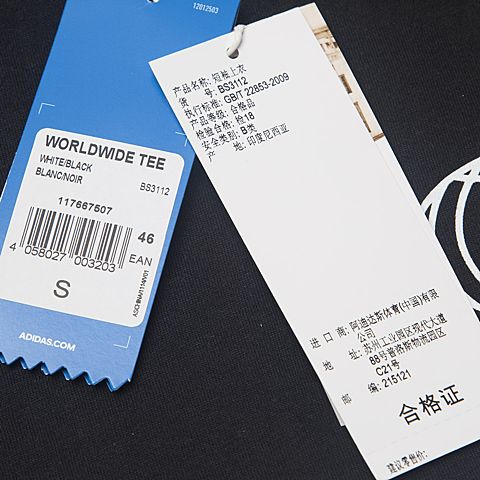 12012503
WORLDWIDE TEE
WHITE/BLACK
BLANC/NOIR
BS3112
117667507
46
EAN
4 058027 003203
S
ADIDAS.COM
产品名称: 短袖上衣
货 号: BS3112
执行标准: GB/T 22853-2009
产品等级: 合格品
检验合格: 检18
安全类别: B类
产 地: 印度尼西亚
进 口 商: 阿迪达斯体育(中国)有限
公司
地 址: 苏州工业园区现代大道
88号普洛斯物流园区
C21号
邮 编: 215121
合格证
建议零售价: